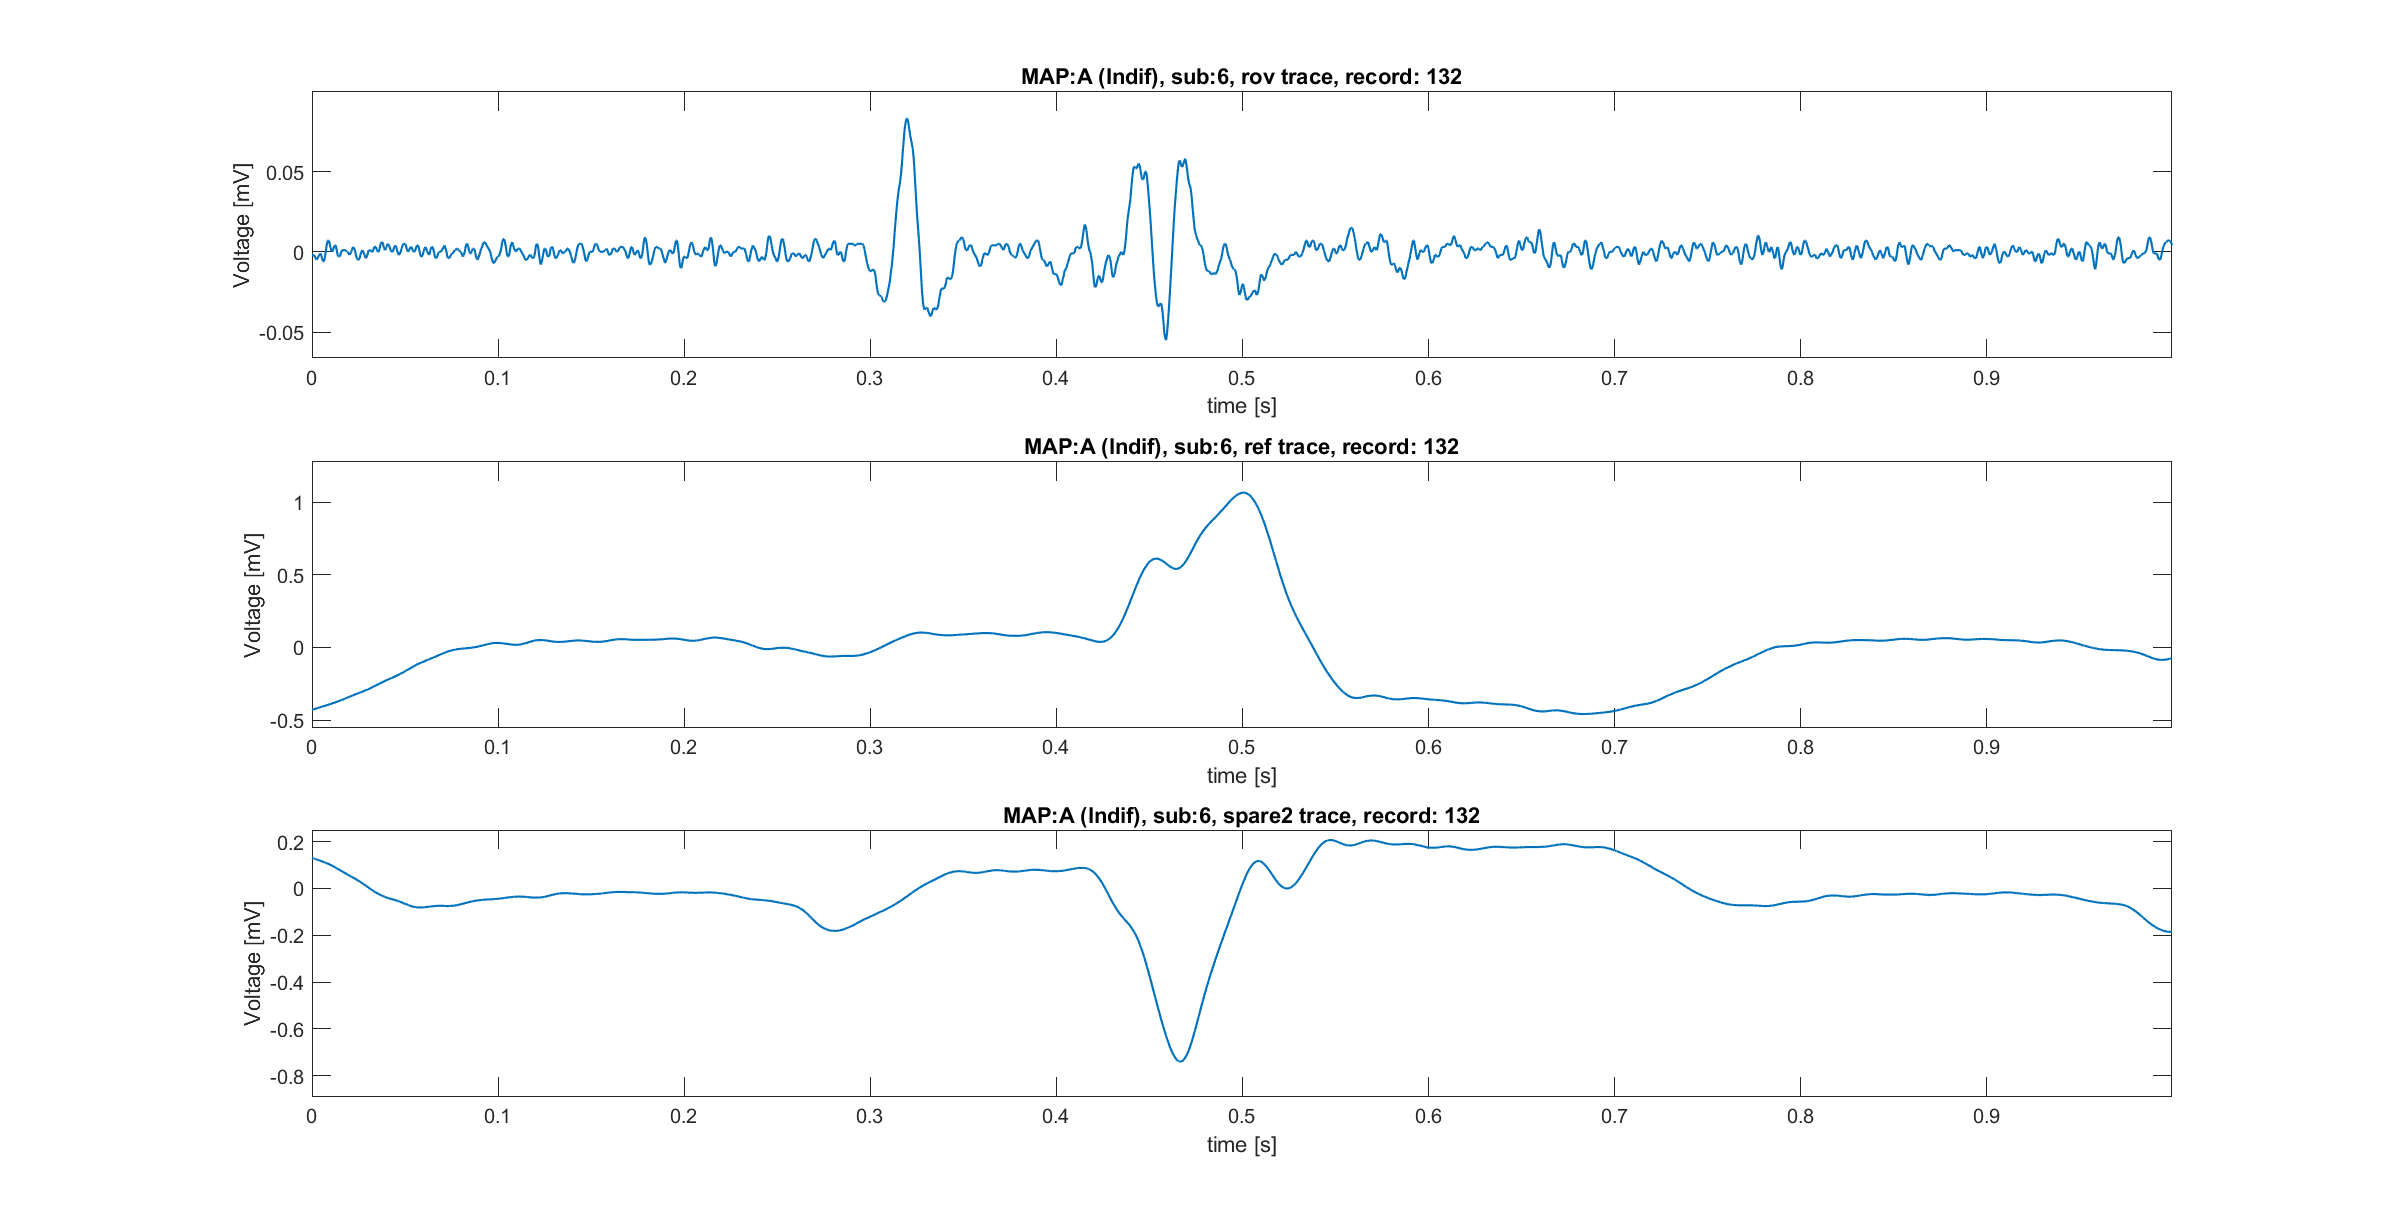 MAP:A (Indif), sub:6, rov trace, record: 132
Voltage [mV]
0.05
0
-0.05
0 0.1 0.2 0.3 0.4 0.5 0.6 0.7 0.8 0.9
time [s]
MAP:A (Indif), sub:6, ref trace, record: 132
Voltage [mV]
1
0.5
0
-0.5
0 0.1 0.2 0.3 0.4 0.5 0.6 0.7 0.8 0.9
time [s]
MAP:A (Indif), sub:6, spare2 trace, record: 132
Voltage [mV]
0.2
0
-0.2
-0.4
-0.6
-0.8
0 0.1 0.2 0.3 0.4 0.5 0.6 0.7 0.8 0.9
time [s]